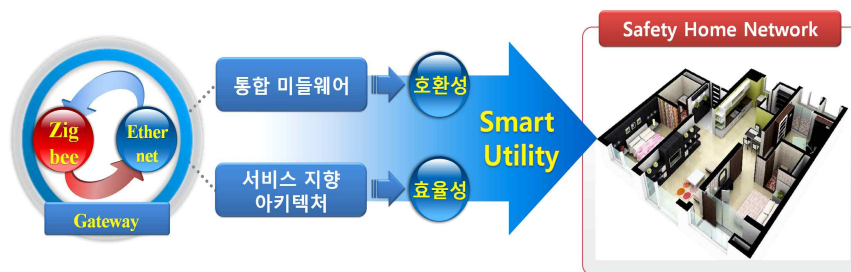 Zig
bee
Ether
net
Gateway
통합 미들웨어
호환성
서비스 지향
아키텍처
효율성
Smart
Utility
Safety Home Network